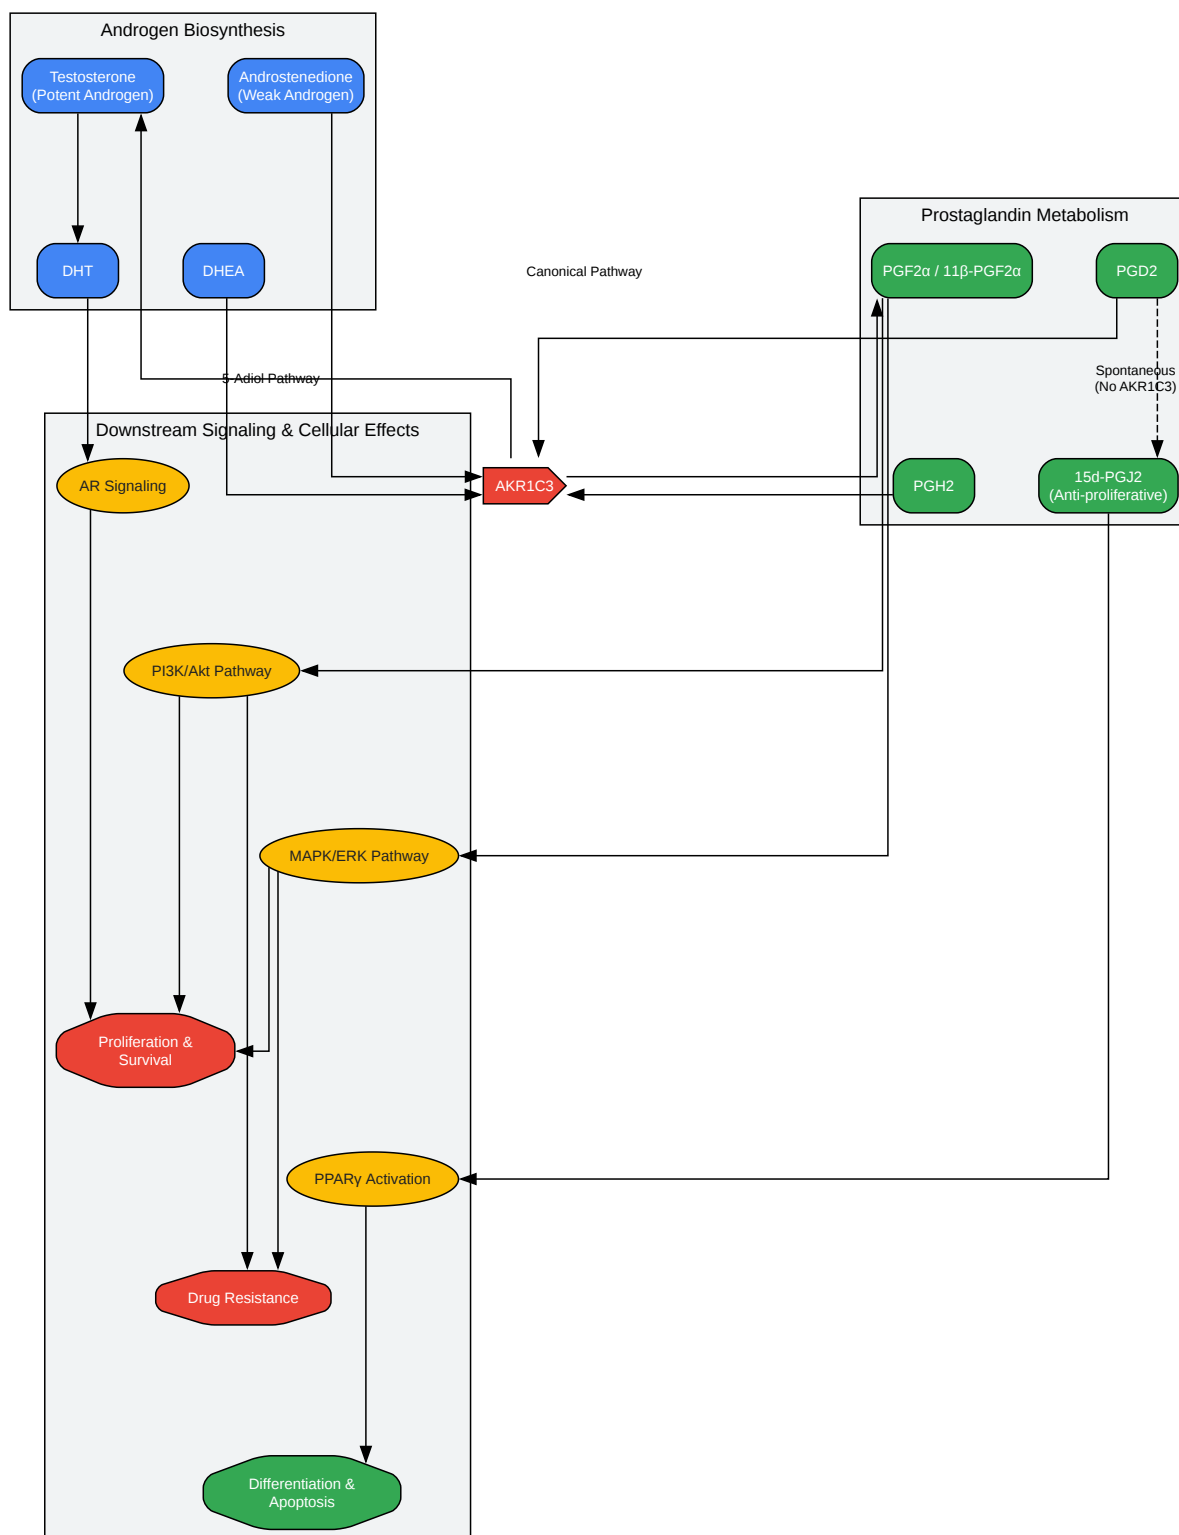 Androgen Biosynthesis
Testosterone
(Potent Androgen)
Androstenedione
(Weak Androgen)
DHT
DHEA
Canonical Pathway
5-Adiol Pathway
Prostaglandin Metabolism
PGF2α / 11β-PGF2α
PGD2
Spontaneous
(No AKR1C3)
PGH2
15d-PGJ2
(Anti-proliferative)
AKR1C3
Downstream Signaling & Cellular Effects
AR Signaling
PI3K/Akt Pathway
MAPK/ERK Pathway
Proliferation &
Survival
PPARγ Activation
Drug Resistance
Differentiation &
Apoptosis